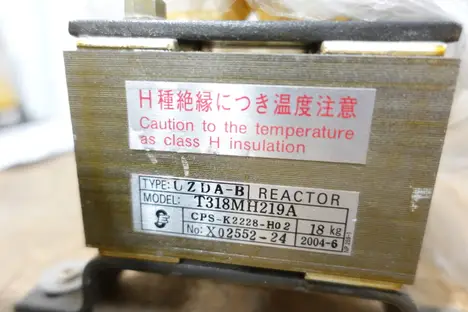 H種絶縁につき温度注意
Caution to the temperature
as class H insulation
TYPE: UZDA-B REACTOR
MODEL: T318MH219A
CPS-K2228-H02 18 kg
No: X02552-24 2004-6